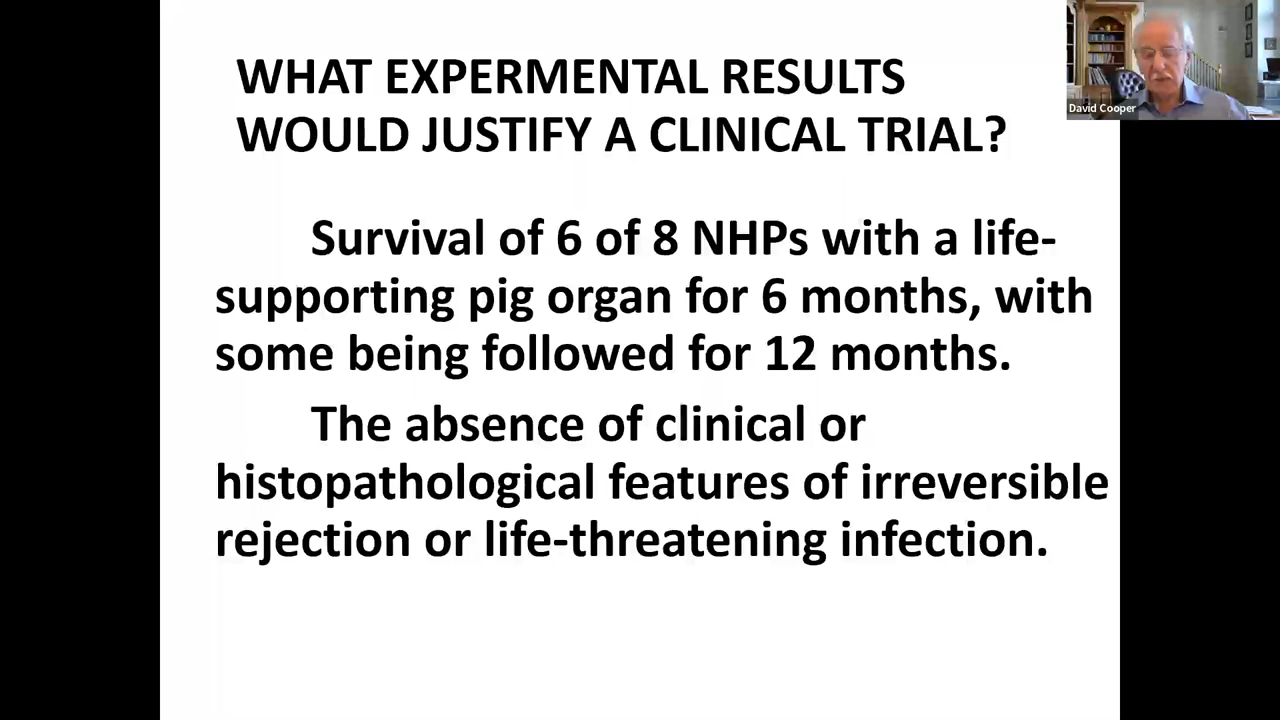 WHAT EXPERMENTAL RESULTS
WOULD JUSTIFY A CLINICAL TRIAL?
Survival of 6 of 8 NHPs with a life-
supporting pig organ for 6 months, with
some being followed for 12 months.
The absence of clinical or
histopathological features of irreversible
rejection or life-threatening infection.
David Cooper